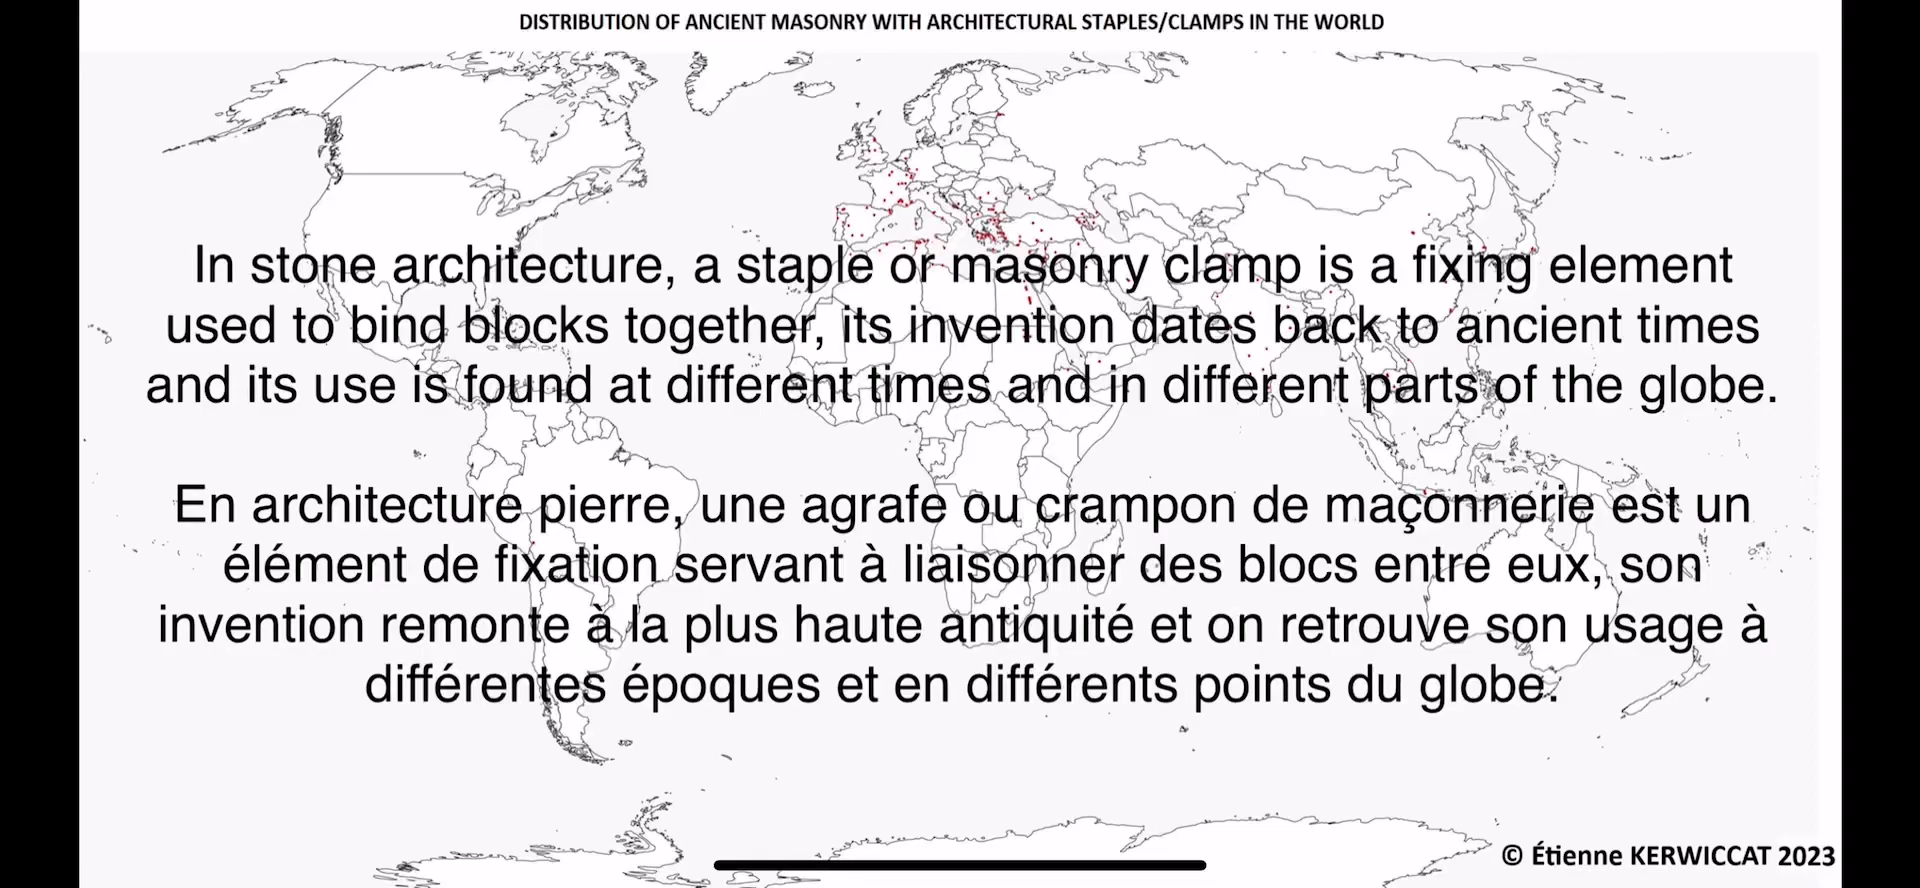 DISTRIBUTION OF ANCIENT MASONRY WITH ARCHITECTURAL STAPLES/CLAMPS IN THE WORLD
In stone architecture, a staple or masonry clamp is a fixing element
used to bind blocks together, its invention dates back to ancient times
and its use is found at different times and in different parts of the globe.
En architecture pierre, une agrafe ou crampon de maçonnerie est un
élément de fixation servant à liaisonner des blocs entre eux, son
invention remonte à la plus haute antiquité et on retrouve son usage à
différentes époques et en différents points du globe.
© Étienne KERWICCAT 2023